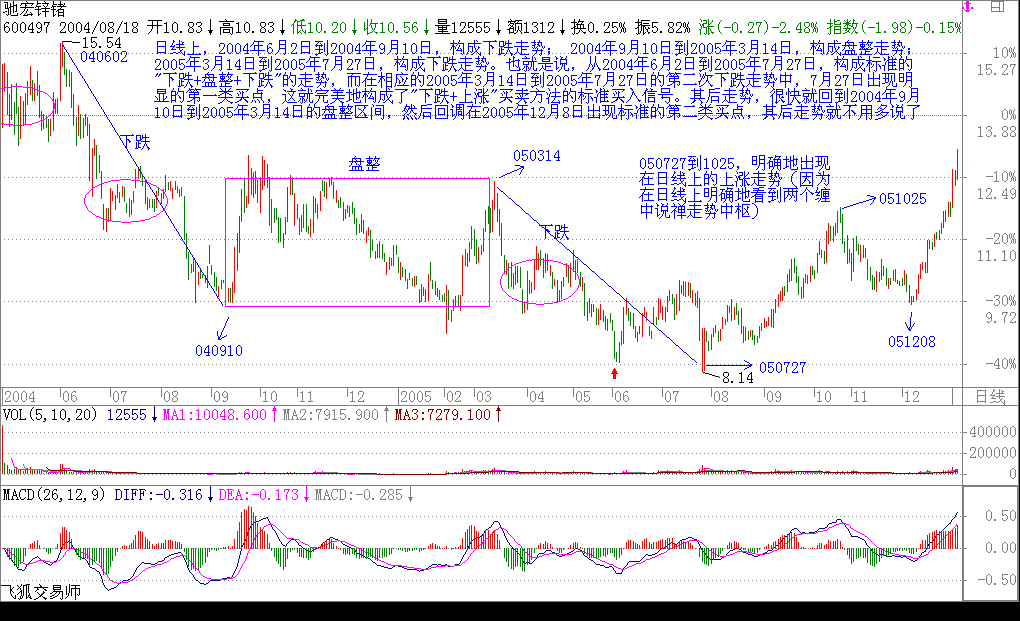 驰宏锌锗
600497 2004/08/18 开10.83↓高10.83↓低10.20↓收10.56↓量12555↓额1312↓换0.25% 振5.82% 涨(-0.27)-2.48% 指数(-1.98)-0.15%
15.54
040602
日线上，2004年6月2日到2004年9月10日，构成下跌走势； 2004年9月10日到2005年3月14日，构成盘整走势；
2005年3月14日到2005年7月27日，构成下跌走势。也就是说，从2004年6月2日到2005年7月27日，构成标准的
"下跌+盘整+下跌"的走势，而在相应的2005年3月14日到2005年7月27日的第二次下跌走势中，7月27日出现明
显的第一类买点，这就完美地构成了"下跌+上涨"买卖方法的标准买入信号。其后走势，很快就回到2004年9月
10日到2005年3月14日的盘整区间，然后回调在2005年12月8日出现标准的第二类买点，其后走势就不用多说了
10%
15.27
0%
13.88
-10%
12.49
-20%
11.10
-30%
9.72
-40%
下跌
盘整
050314
下跌
050727到1025，明确地出现
在日线上的上涨走势（因为
在日线上明确地看到两个缠
中说禅走势中枢）
051025
040910
051208
050727
8.14
2004 06 07 08 09 10 11 12 2005 02 03 04 05 06 07 08 09 10 11 12 日线
VOL(5,10,20) 12555↓MA1:10048.600↑MA2:7915.900↑MA3:7279.100↑
400000
200000
0
MACD(26,12,9) DIFF:-0.316↓DEA:-0.173↓MACD:-0.285↓
0.50
0.00
-0.50
飞狐交易师